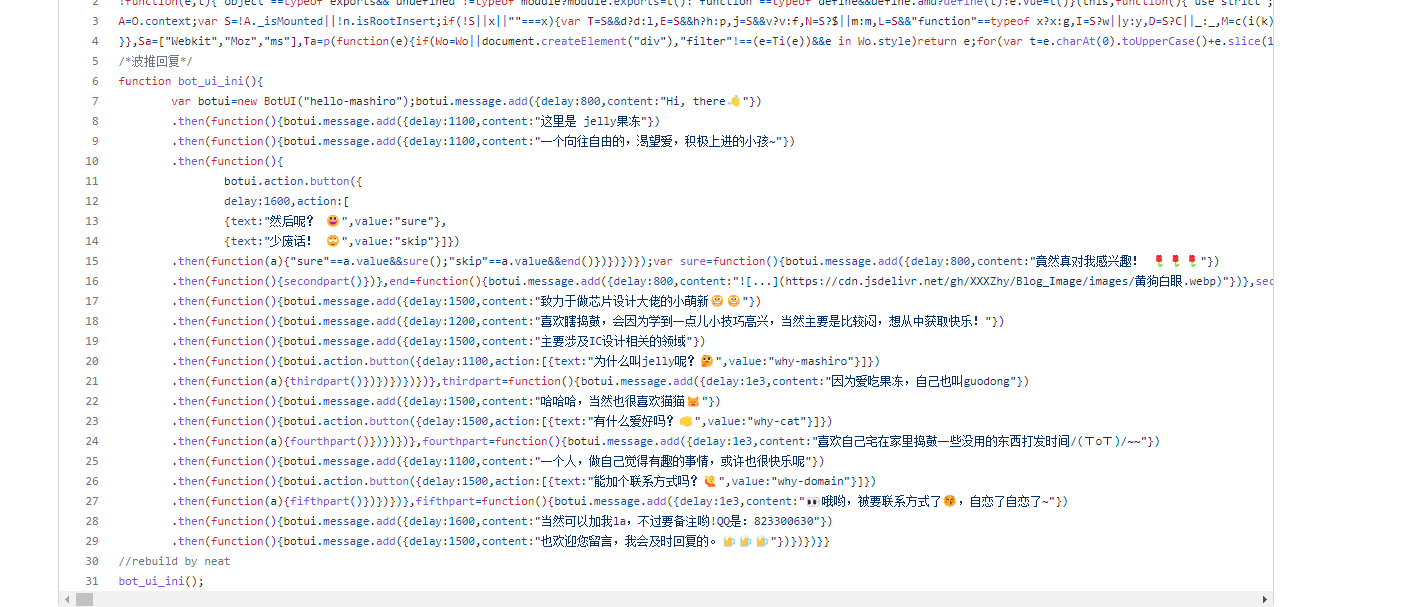 2 !function(e,t){"object"==typeof exports&&"undefined"!=typeof module?module.exports=t():"function"==typeof define&&define.amd?define(t):e.Vue=t()}(this,function(){"use strict";
3 A=O.context;var S=!A._isMounted||!n.isRootInsert;if(!S||x||""===x){var T=S&&d?d:l,E=S&&h?h:p,j=S&&v?v:f,N=S?$||m:m,L=S&&"function"==typeof x?x:g,I=S?w||y:y,D=S?C||_:_,M=c(i(k)
4 }},Sa=["Webkit","Moz","ms"],Ta=p(function(e){if(Wo=Wo||document.createElement("div"),"filter"!==(e=Ti(e))&&e in Wo.style)return e;for(var t=e.charAt(0).toUpperCase()+e.slice(1
5 /*波推回复*/
6 function bot_ui_ini(){
7 var botui=new BotUI("hello-mashiro");botui.message.add({delay:800,content:"Hi, there👋"})
8 .then(function(){botui.message.add({delay:1100,content:"这里是 jelly果冻"})
9 .then(function(){botui.message.add({delay:1100,content:"一个向往自由的，渴望爱，积极上进的小孩~"})
10 .then(function(){
11 botui.action.button({
12 delay:1600,action:[
13 {text:"然后呢？ 😃",value:"sure"},
14 {text:"少废话！ 🙄",value:"skip"}]})
15 .then(function(a){"sure"==a.value&&sure();"skip"==a.value&&end()})})})});var sure=function(){botui.message.add({delay:800,content:"竟然真对我感兴趣！ 🌹🌹🌹"})
16 .then(function(){secondpart()})},end=function(){botui.message.add({delay:800,content:"![...](https://cdn.jsdelivr.net/gh/XXXZhy/Blog_Image/images/黄狗白眼.webp)"})},sec
17 .then(function(){botui.message.add({delay:1500,content:"致力于做芯片设计大佬的小萌新😬😬"})
18 .then(function(){botui.message.add({delay:1200,content:"喜欢瞎捣鼓，会因为学到一点儿小技巧高兴，当然主要是比较闷，想从中获取快乐！"})
19 .then(function(){botui.message.add({delay:1500,content:"主要涉及IC设计相关的领域"})
20 .then(function(){botui.action.button({delay:1100,action:[{text:"为什么叫jelly呢？🤔",value:"why-mashiro"}]})
21 .then(function(a){thirdpart()})})})})})},thirdpart=function(){botui.message.add({delay:1e3,content:"因为爱吃果冻，自己也叫guodong"})
22 .then(function(){botui.message.add({delay:1500,content:"哈哈哈，当然也很喜欢猫猫"})
23 .then(function(){botui.action.button({delay:1500,action:[{text:"有什么爱好吗？",value:"why-cat"}]})
24 .then(function(a){fourthpart()})})})},fourthpart=function(){botui.message.add({delay:1e3,content:"喜欢自己宅在家里捣鼓一些没用的东西打发时间/(ㄒoㄒ)/~~"})
25 .then(function(){botui.message.add({delay:1100,content:"一个人，做自己觉得有趣的事情，或许也很快乐呢"})
26 .then(function(){botui.action.button({delay:1500,action:[{text:"能加个联系方式吗？",value:"why-domain"}]})
27 .then(function(a){fifthpart()})})})},fifthpart=function(){botui.message.add({delay:1e3,content:"👀哦哟，被要联系方式了，自恋了自恋了~"})
28 .then(function(){botui.message.add({delay:1600,content:"当然可以加我la，不过要备注哟!QQ是：823300630"})
29 .then(function(){botui.message.add({delay:1500,content:"也欢迎您留言，我会及时回复的。🍻🍻🍻"})})})})}}
30 //rebuild by neat
31 bot_ui_ini();